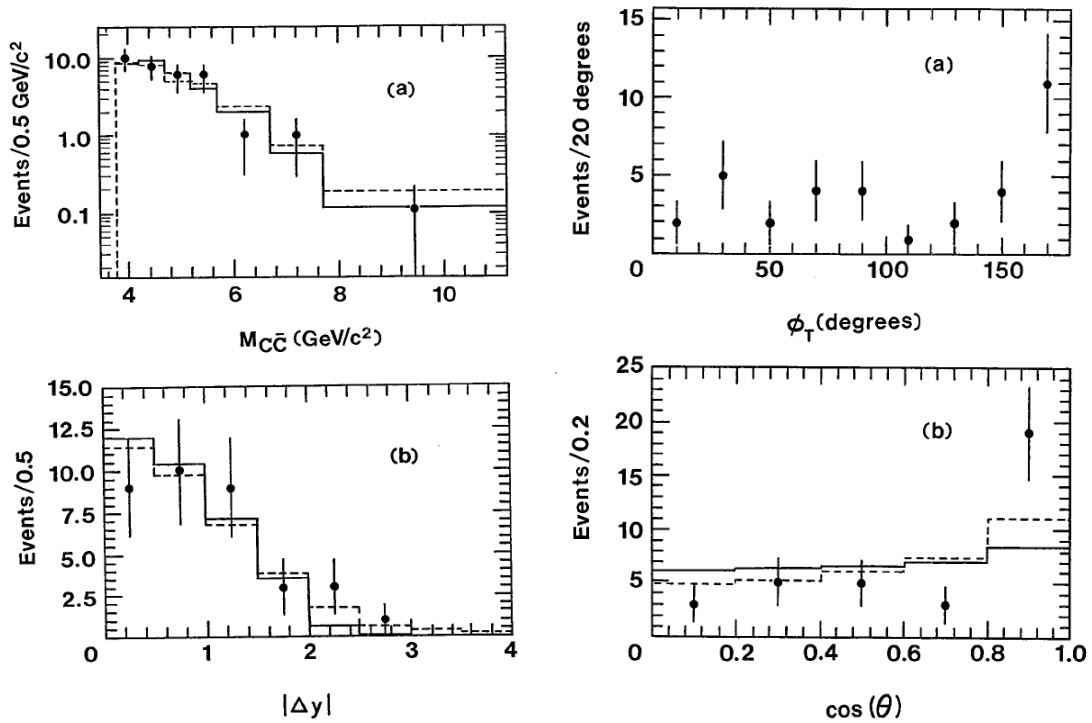 Events/0.5 GeV/c²
10.0
1.0
0.1
(a)
4 6 8 10
M_CC̄ (GeV/c²)
Events/20 degrees
15
10
5
0
(a)
50 100 150
ϕ_T (degrees)
Events/0.5
15.0
12.5
10.0
7.5
5.0
2.5
(b)
0 1 2 3 4
|Δy|
Events/0.2
25
20
15
10
5
0
(b)
0.2 0.4 0.6 0.8 1.0
cos(θ)